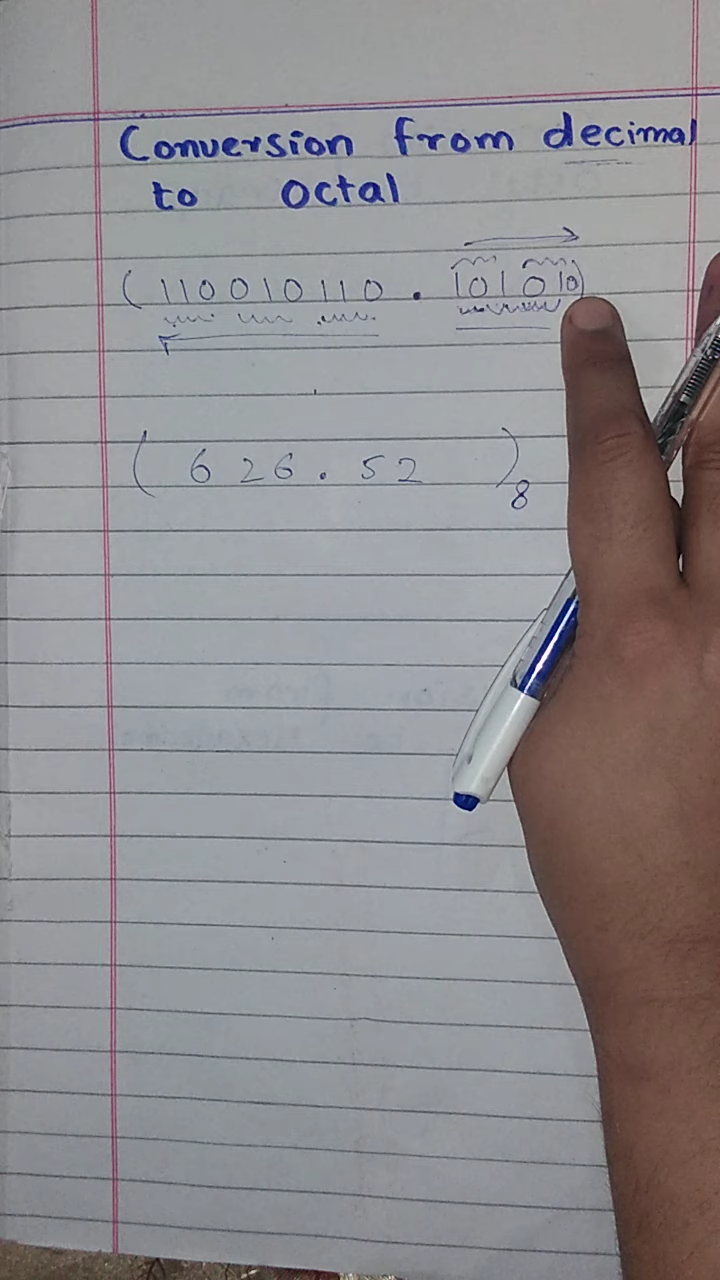 Conversion from decimal
to Octal
(110010110.101010)
(626.52)8